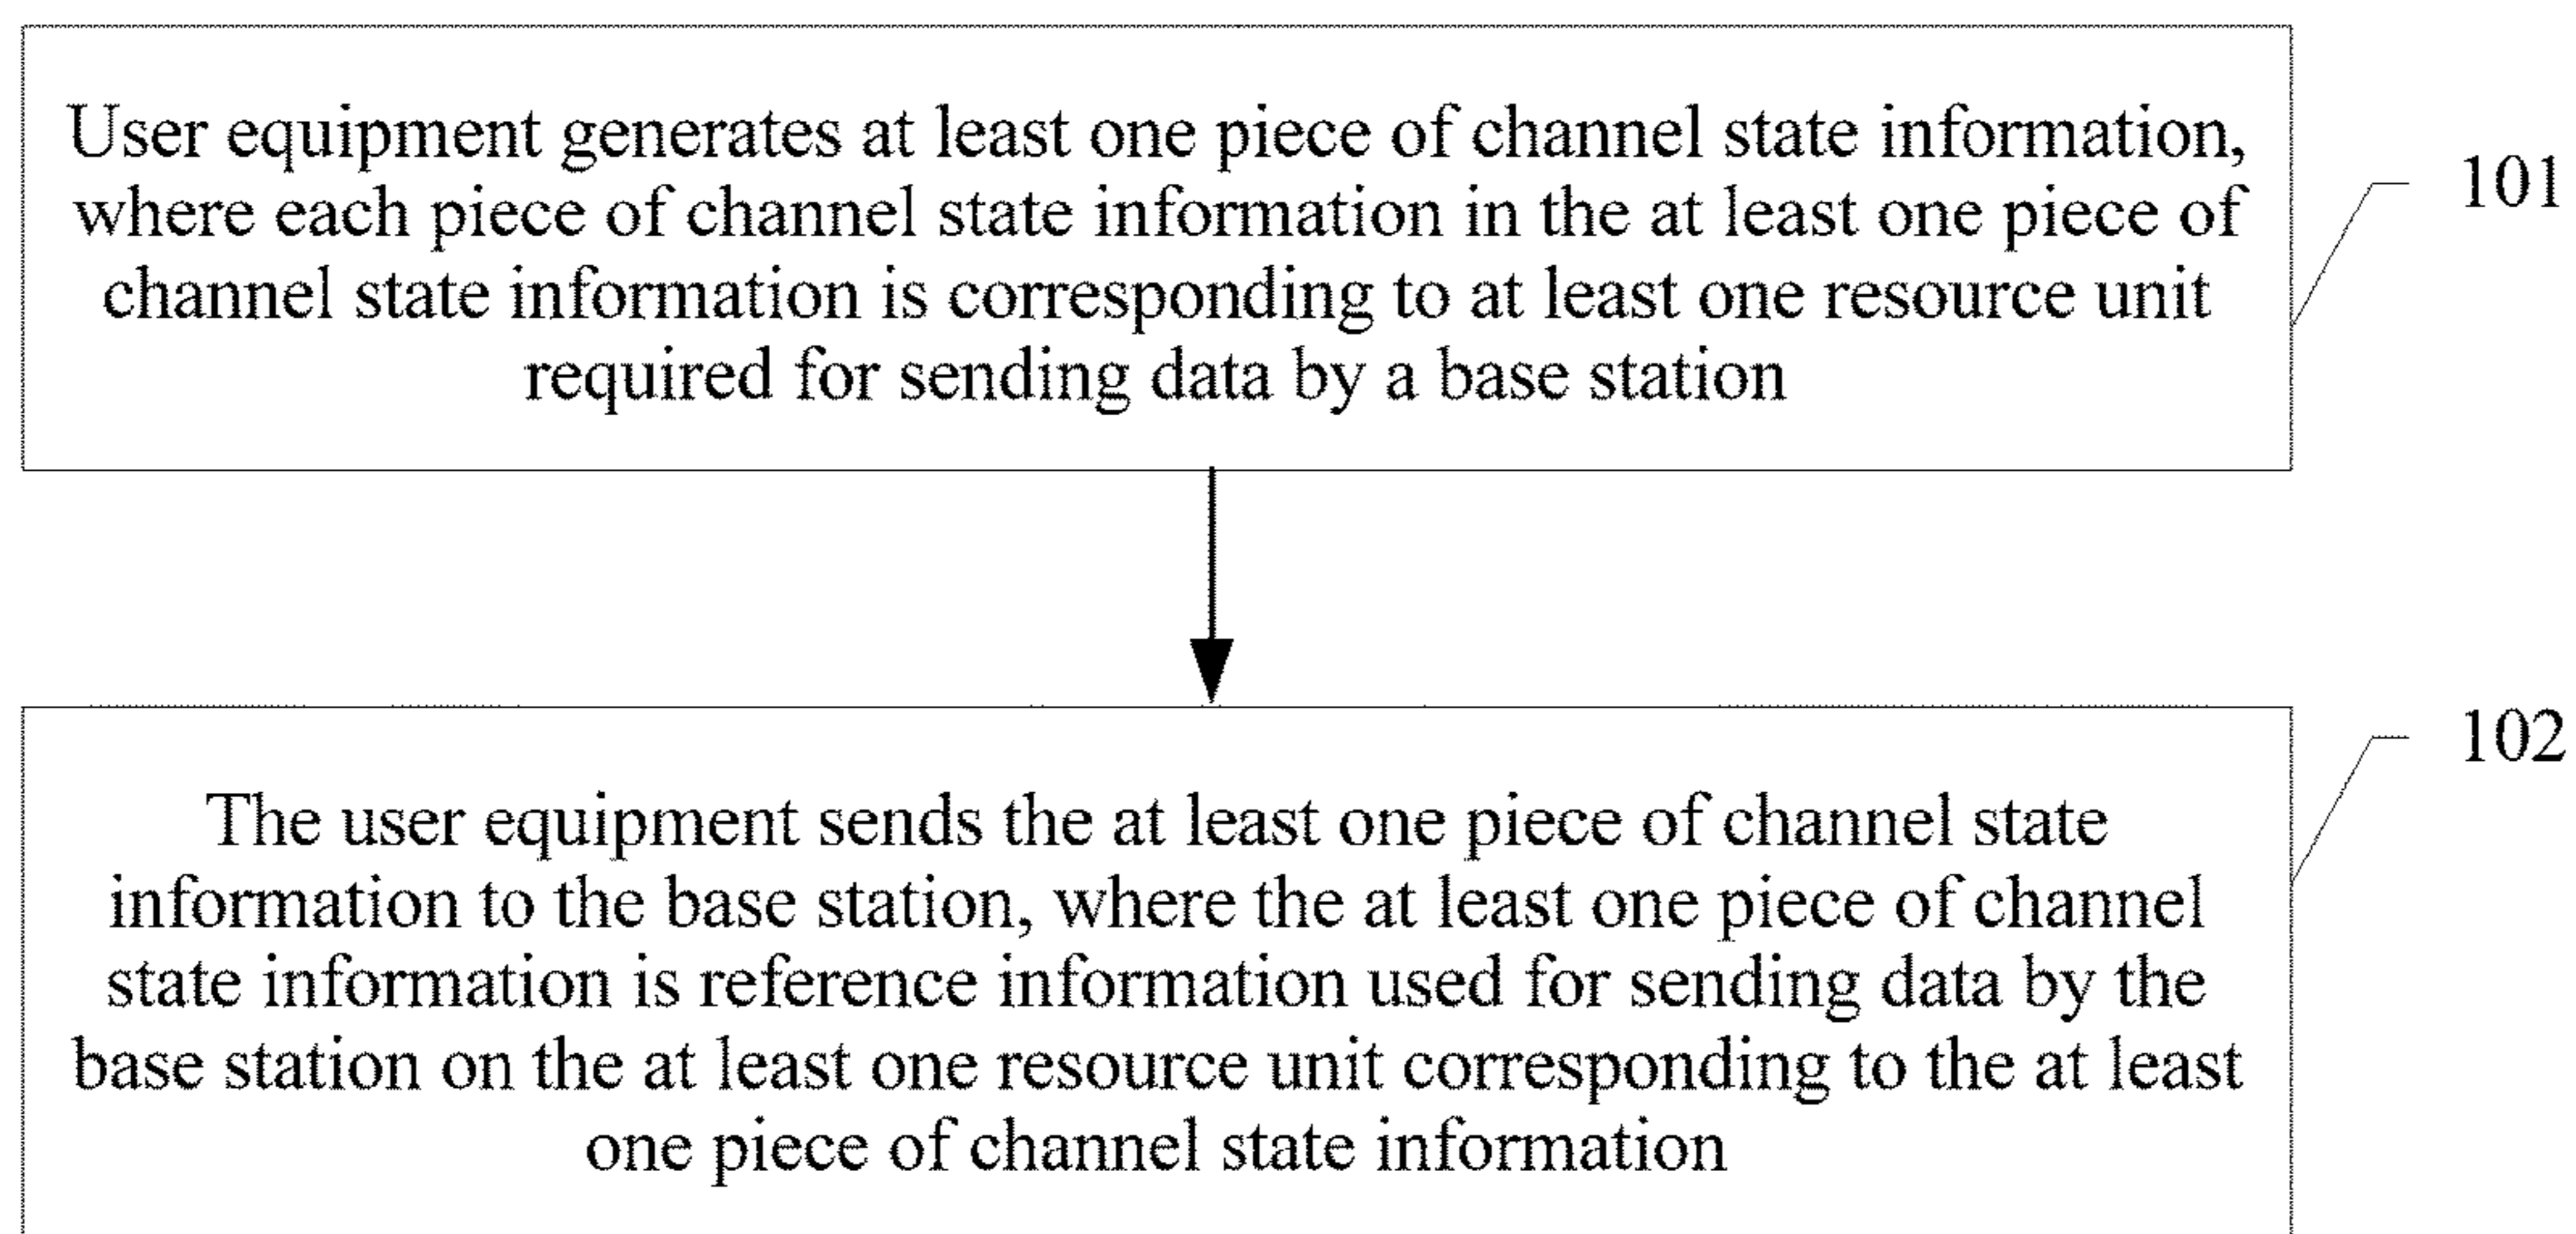 User equipment generates at least one piece of channel state information,
where each piece of channel state information in the at least one piece of
channel state information is corresponding to at least one resource unit
required for sending data by a base station
101
The user equipment sends the at least one piece of channel state
information to the base station, where the at least one piece of channel
state information is reference information used for sending data by the
base station on the at least one resource unit corresponding to the at least
one piece of channel state information
102